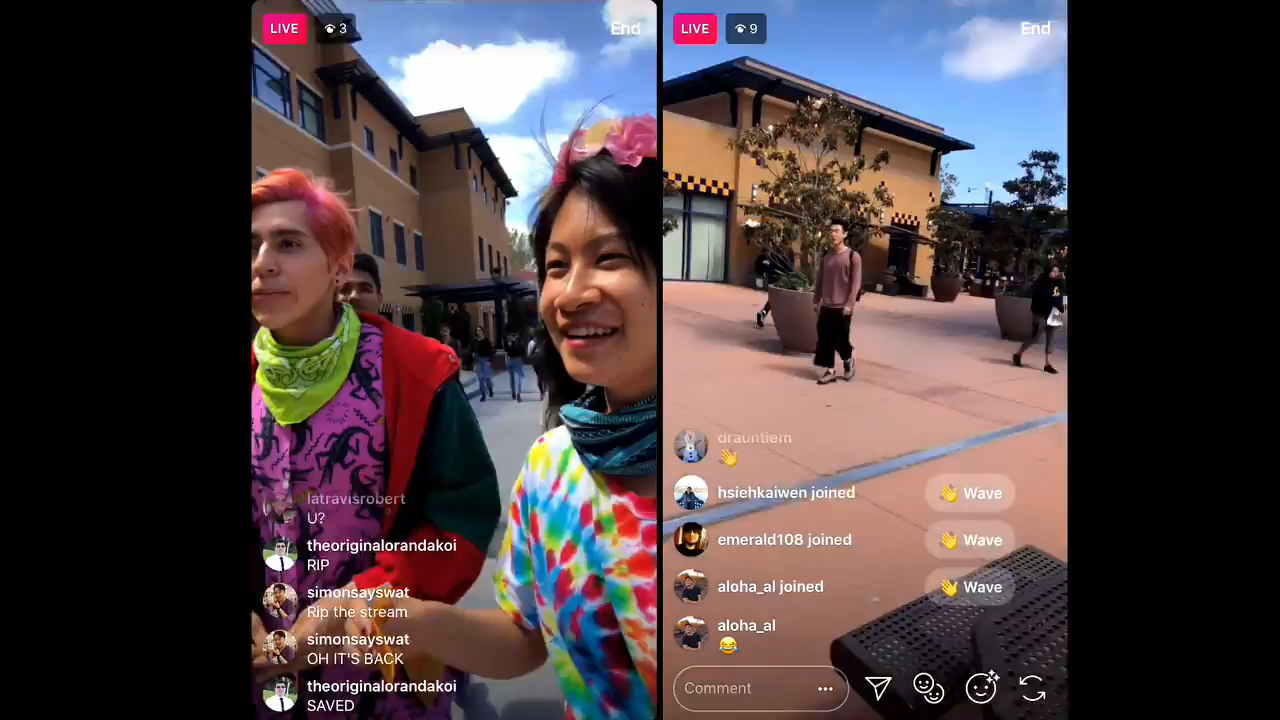 LIVE 3 End
latravisrobert
U?
theoriginalorandakoi
RIP
simonsayswat
Rip the stream
simonsayswat
OH IT'S BACK
theoriginalorandakoi
SAVED
LIVE 9 End
drauntiem
👋
hsiehkaiwen joined 👋 Wave
emerald108 joined 👋 Wave
aloha_al joined 👋 Wave
aloha_al
😂
Comment